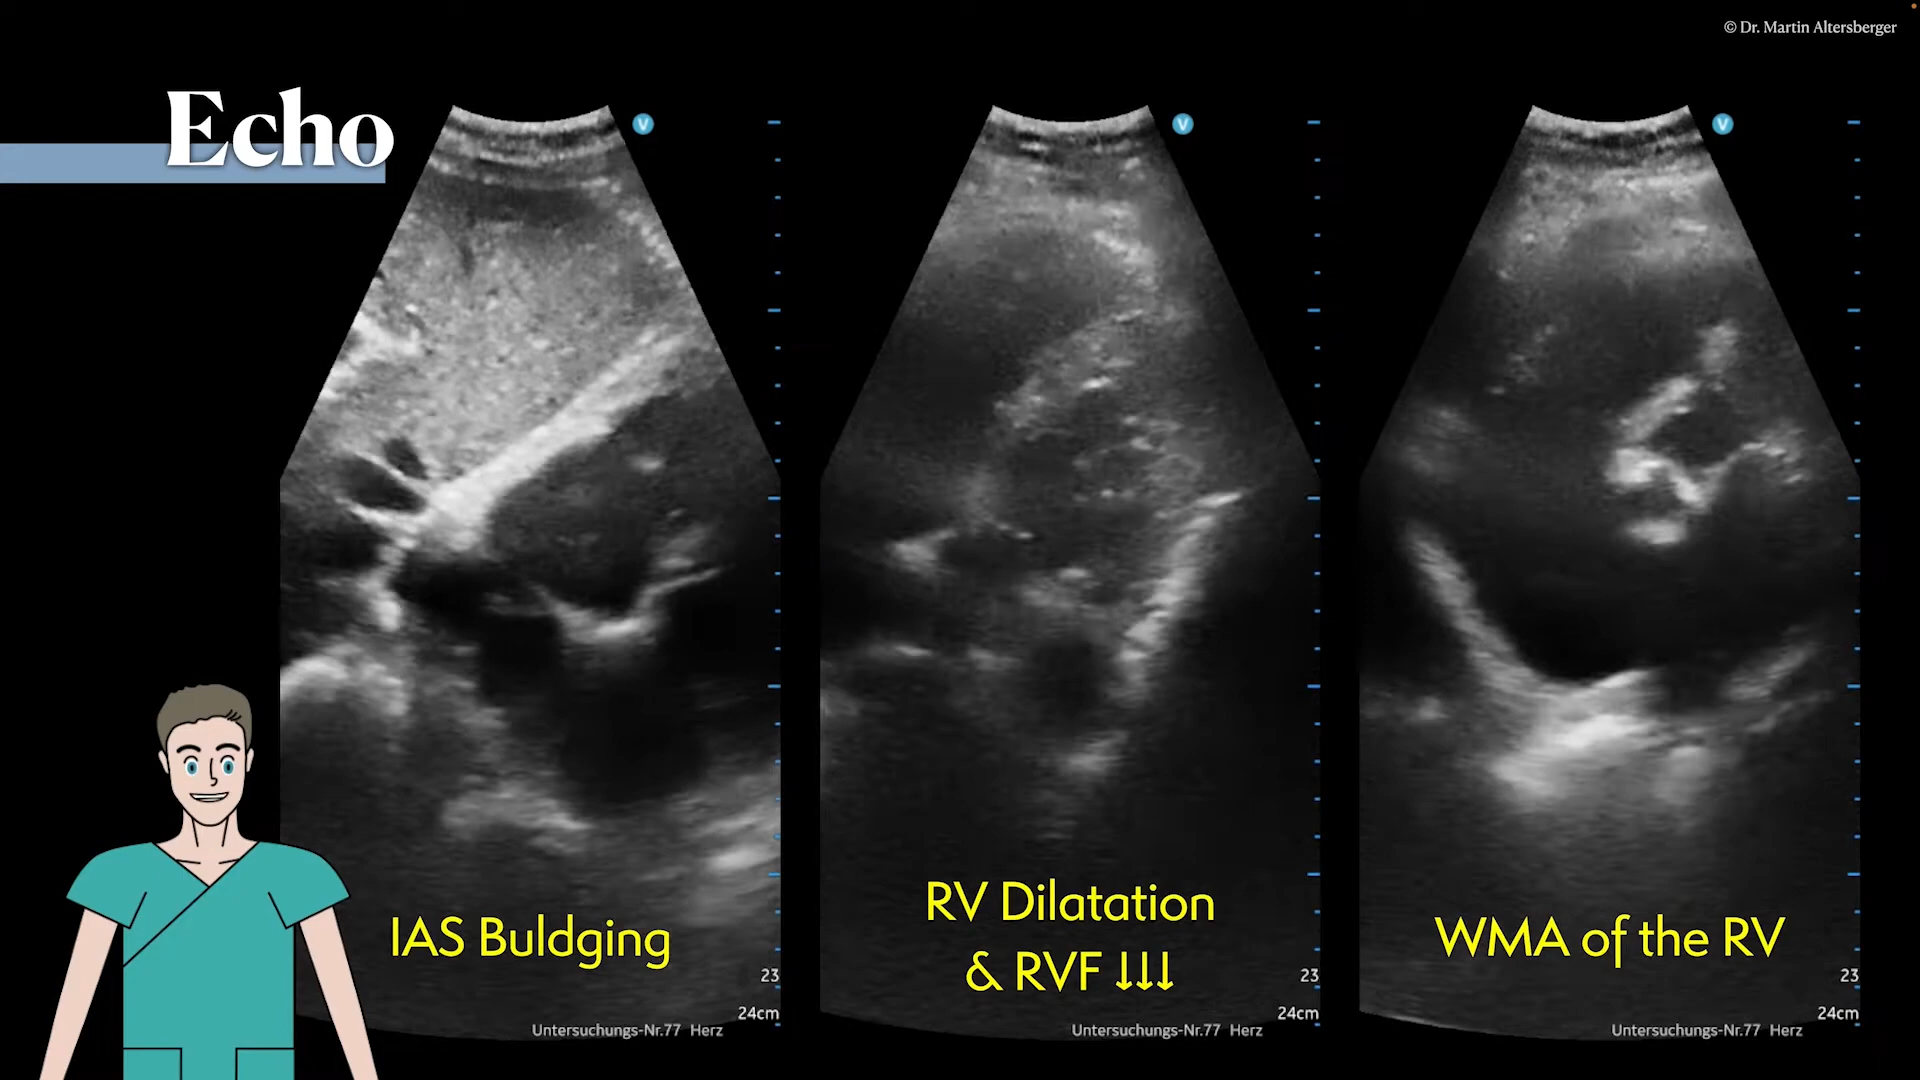 © Dr. Martin Altersberger
Echo
V
V
V
IAS Buldging
RV Dilatation
& RVF ↓↓↓
WMA of the RV
23
24cm
Untersuchungs-Nr.77 Herz
23
24cm
Untersuchungs-Nr.77 Herz
23
24cm
Untersuchungs-Nr.77 Herz